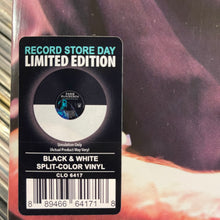 RECORD STORE DAY
LIMITED EDITION
Simulation Only
(Actual Product May Vary)
BLACK & WHITE
SPLIT-COLOR VINYL
CLO 6417
8 89466 64171 8